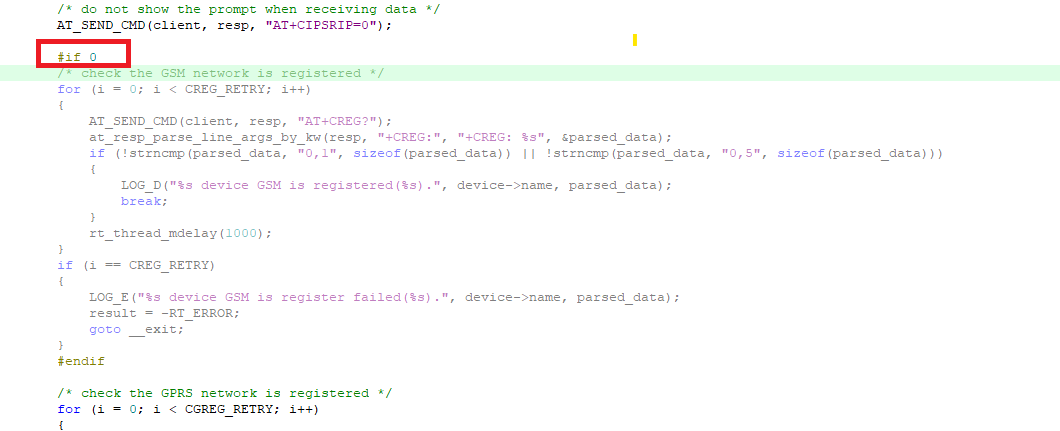 /* do not show the prompt when receiving data */
AT_SEND_CMD(client, resp, "AT+CIPSRIP=0");
#if 0
/* check the GSM network is registered */
for (i = 0; i < CREG_RETRY; i++)
{
AT_SEND_CMD(client, resp, "AT+CREG?");
at_resp_parse_line_args_by_kw(resp, "+CREG:", "+CREG: %s", &parsed_data);
if (!strncmp(parsed_data, "0,1", sizeof(parsed_data)) || !strncmp(parsed_data, "0,5", sizeof(parsed_data)))
{
LOG_D("%s device GSM is registered(%s).", device->name, parsed_data);
break;
}
rt_thread_mdelay(1000);
}
if (i == CREG_RETRY)
{
LOG_E("%s device GSM is register failed(%s).", device->name, parsed_data);
result = -RT_ERROR;
goto __exit;
}
#endif
/* check the GPRS network is registered */
for (i = 0; i < CGREG_RETRY; i++)
{